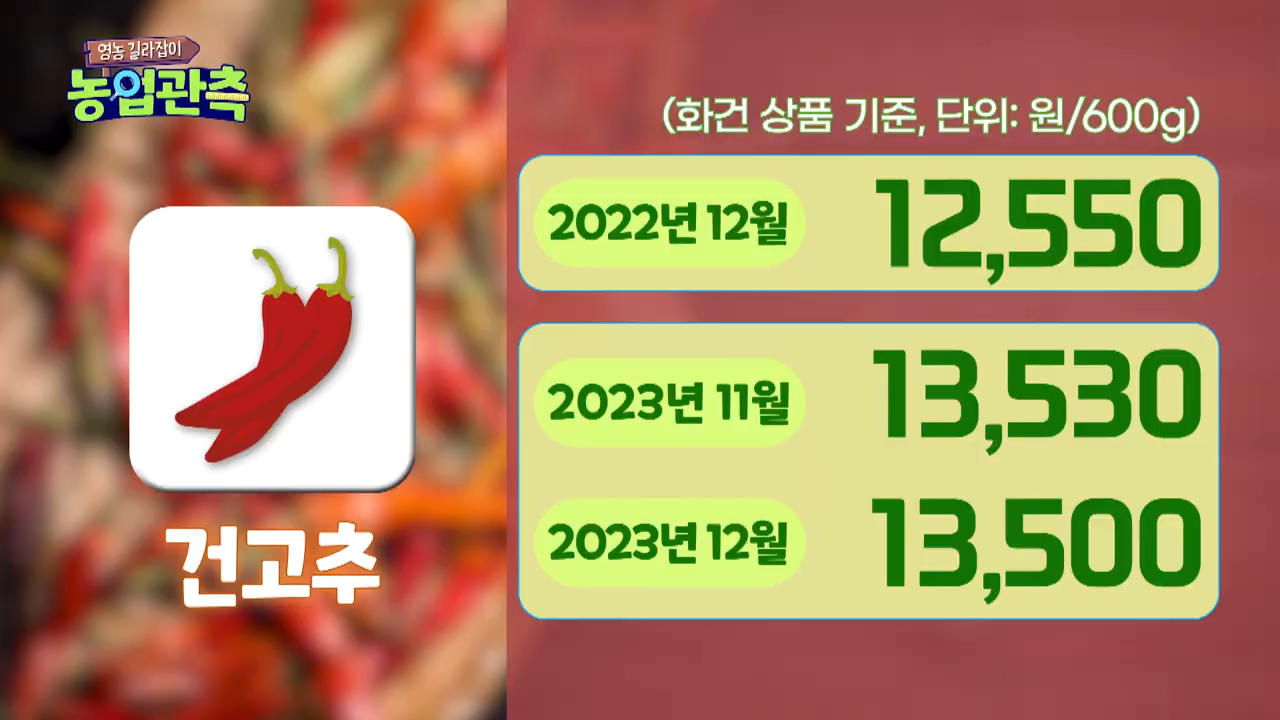 영농 길라잡이
농업관측
(화건 상품 기준, 단위: 원/600g)
2022년 12월 12,550
2023년 11월 13,530
2023년 12월 13,500
건고추